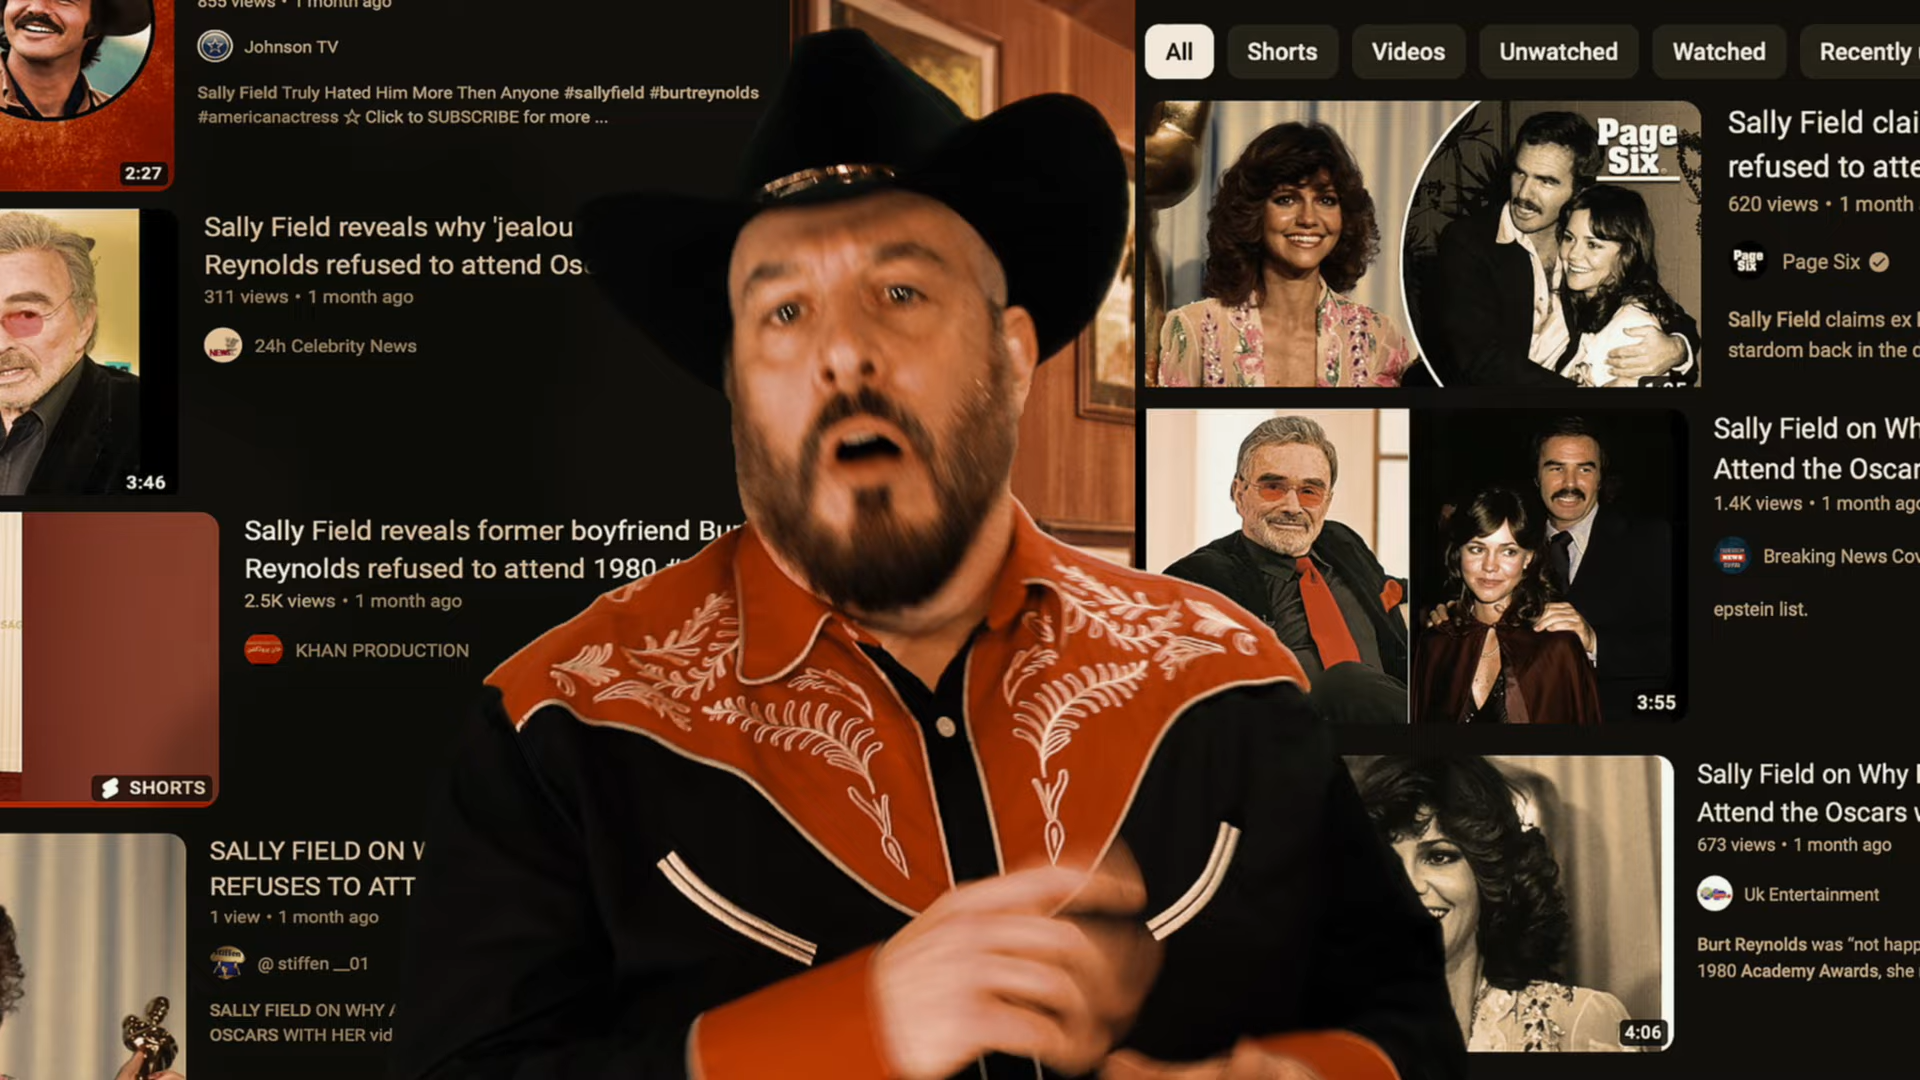 855 views • 1 month ago
Johnson TV
Sally Field Truly Hated Him More Then Anyone #sallyfield #burtreynolds
#americanactress ☆ Click to SUBSCRIBE for more ...
2:27
Sally Field reveals why 'jealou
Reynolds refused to attend Osc
311 views • 1 month ago
24h Celebrity News
3:46
Sally Field reveals former boyfriend Bur
Reynolds refused to attend 1980 #
2.5K views • 1 month ago
KHAN PRODUCTION
SHORTS
SALLY FIELD ON W
REFUSES TO ATT
1 view • 1 month ago
@ stiffen __01
SALLY FIELD ON WHY
OSCARS WITH HER vid
All Shorts Videos Unwatched Watched Recently
Page
Six
Sally Field clai
refused to atte
620 views • 1 month
Page Six
Sally Field claims ex
stardom back in the d
Sally Field on Wh
Attend the Oscar
1.4K views • 1 month ago
Breaking News Cov
epstein list.
3:55
Sally Field on Why
Attend the Oscars
673 views • 1 month ago
Uk Entertainment
Burt Reynolds was “not happ
1980 Academy Awards, she
4:06